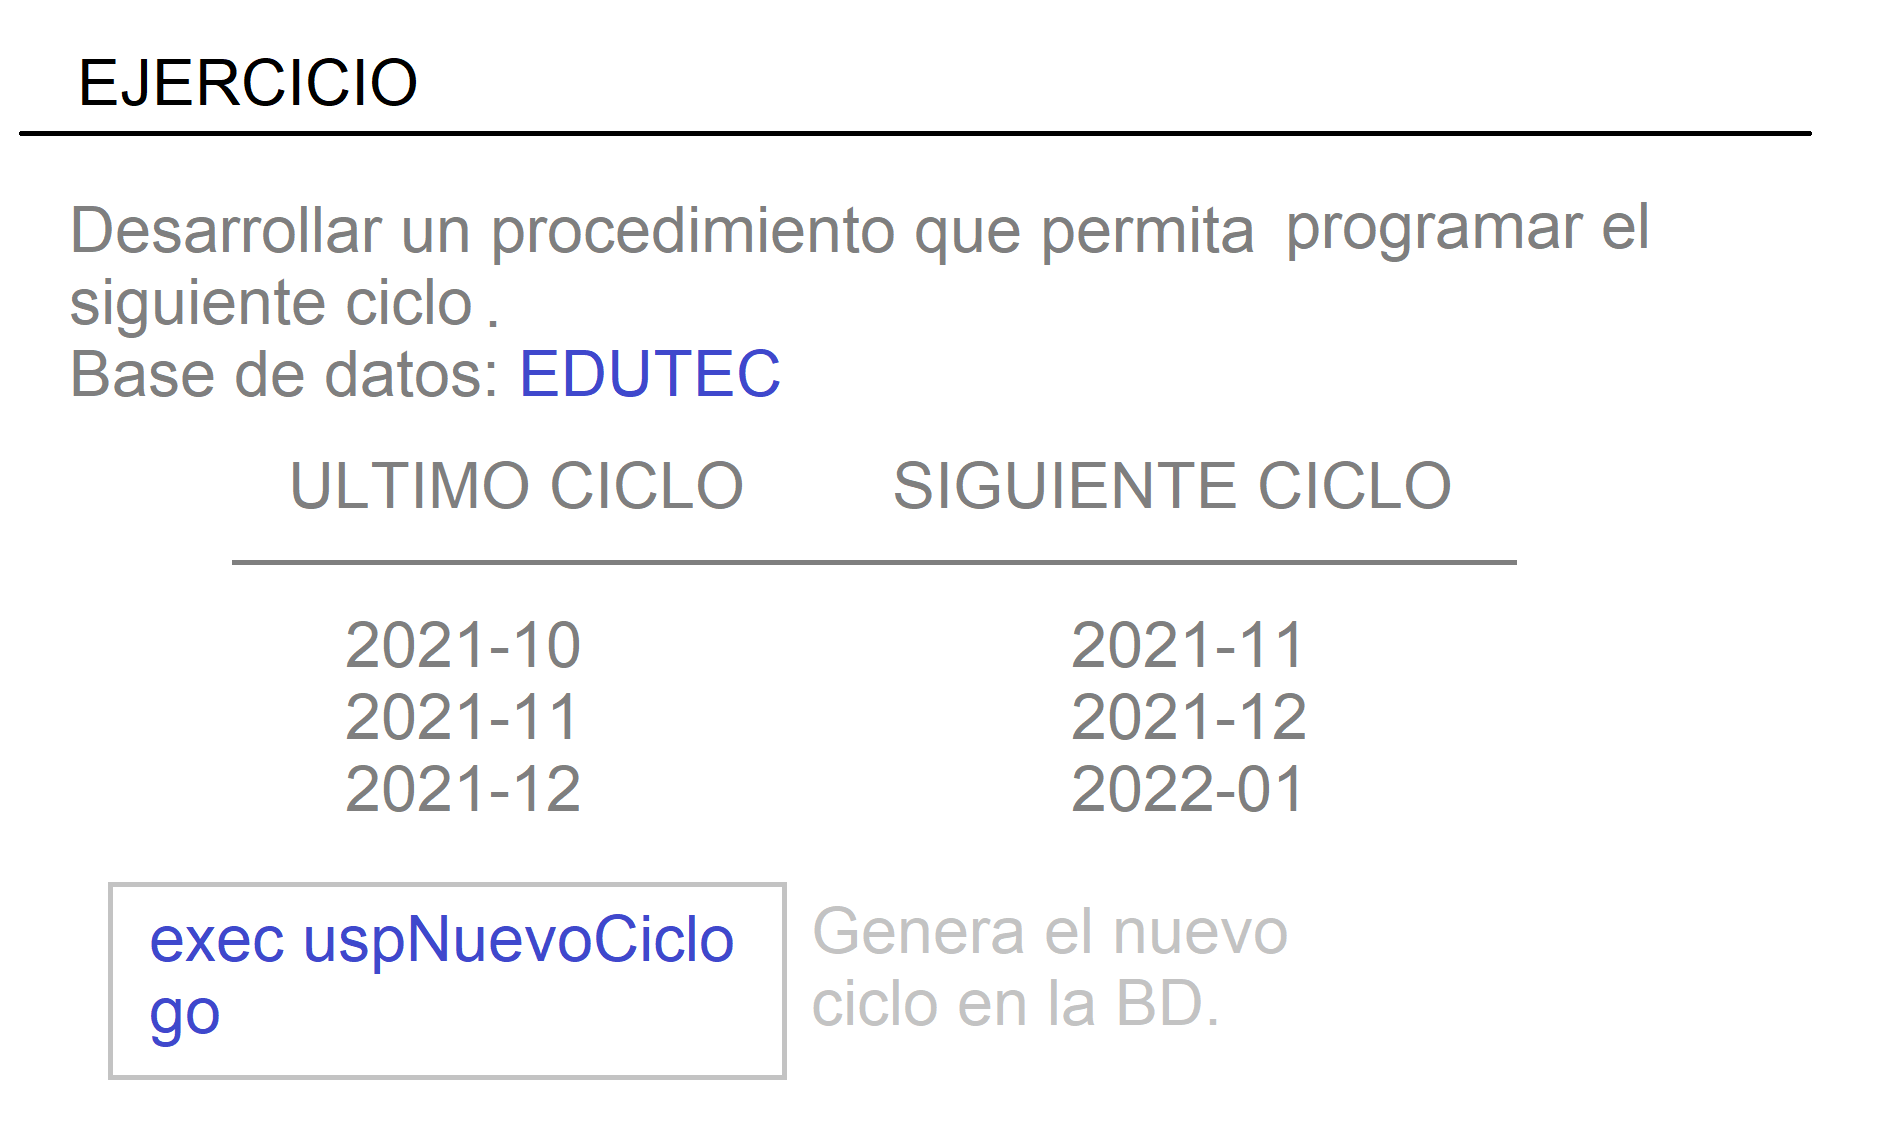 EJERCICIO
Desarrollar un procedimiento que permita programar el
siguiente ciclo .
Base de datos: EDUTEC
ULTIMO CICLO SIGUIENTE CICLO
2021-10 2021-11
2021-11 2021-12
2021-12 2022-01
exec uspNuevoCiclo
go
Genera el nuevo
ciclo en la BD.